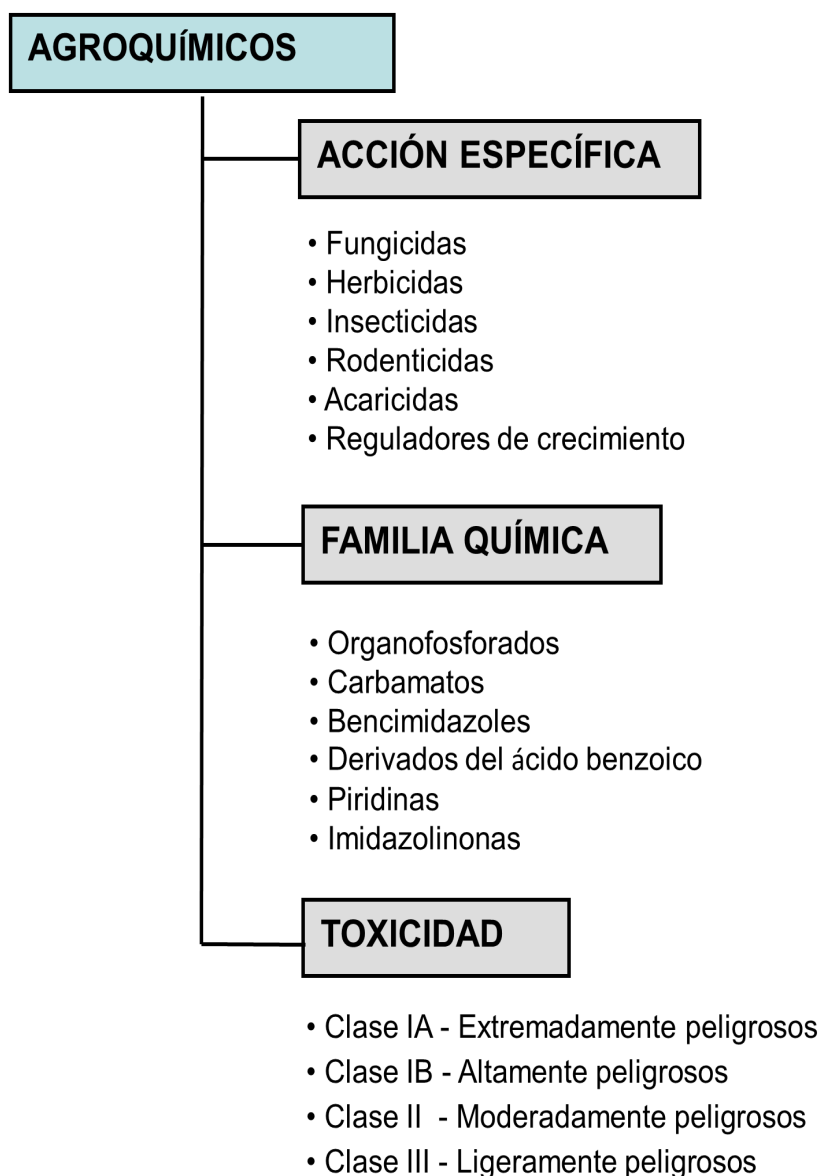 AGROQUÍMICOS
ACCIÓN ESPECÍFICA
• Fungicidas
• Herbicidas
• Insecticidas
• Rodenticidas
• Acaricidas
• Reguladores de crecimiento
FAMILIA QUÍMICA
• Organofosforados
• Carbamatos
• Bencimidazoles
• Derivados del ácido benzoico
• Piridinas
• Imidazolinonas
TOXICIDAD
• Clase IA - Extremadamente peligrosos
• Clase IB - Altamente peligrosos
• Clase II - Moderadamente peligrosos
• Clase III - Ligeramente peligrosos